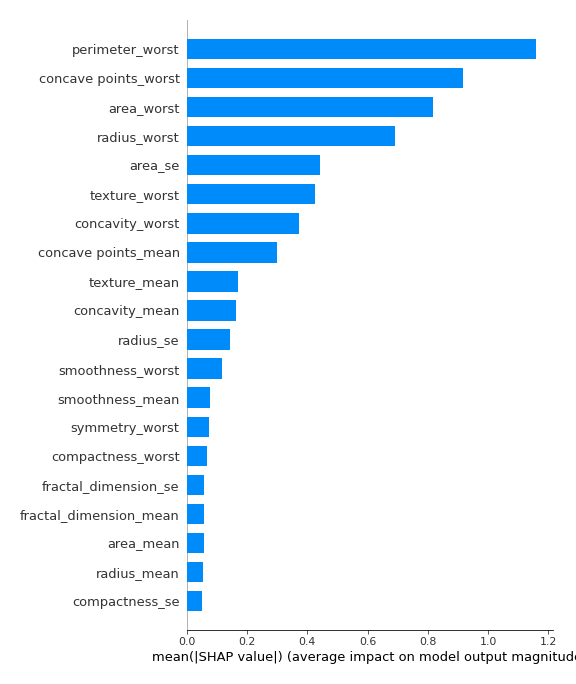 perimeter_worst
concave points_worst
area_worst
radius_worst
area_se
texture_worst
concavity_worst
concave points_mean
texture_mean
concavity_mean
radius_se
smoothness_worst
smoothness_mean
symmetry_worst
compactness_worst
fractal_dimension_se
fractal_dimension_mean
area_mean
radius_mean
compactness_se
0.0 0.2 0.4 0.6 0.8 1.0 1.2
mean(|SHAP value|) (average impact on model output magnitude